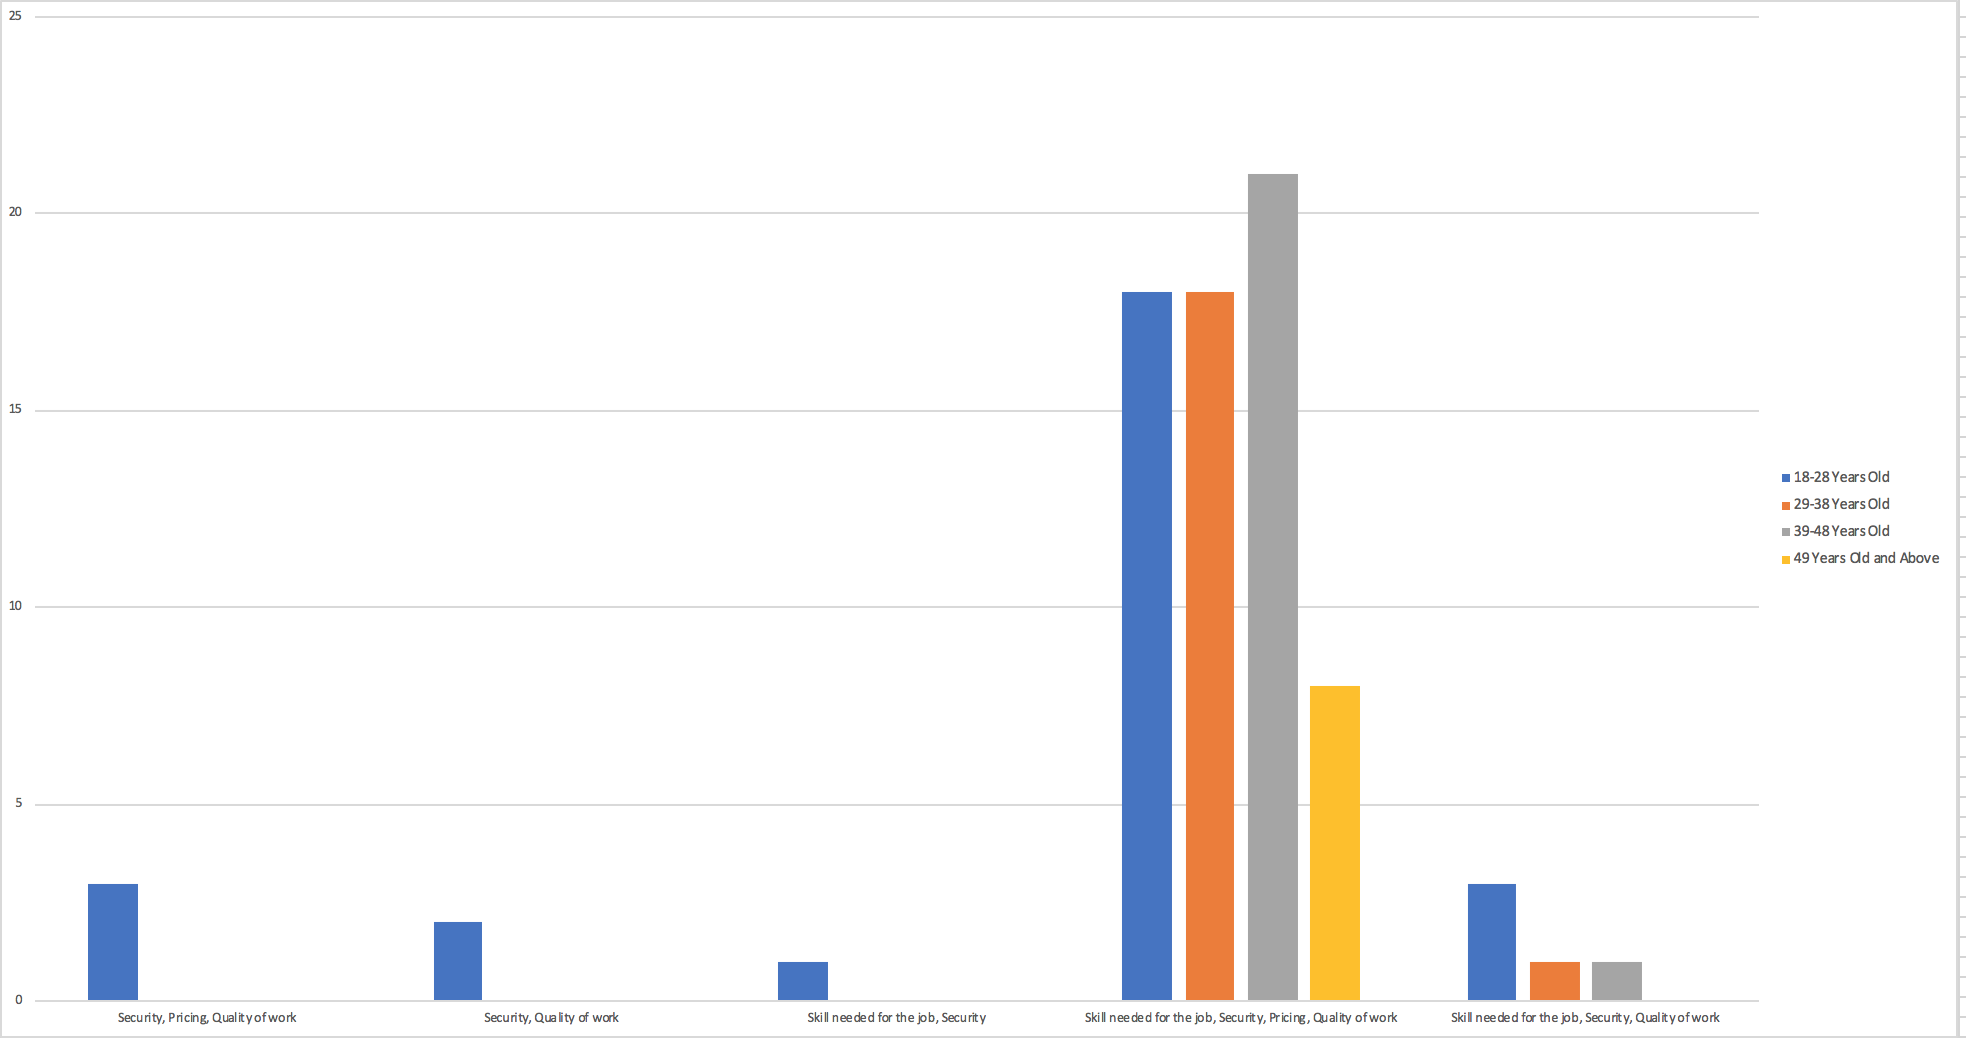 25
20
15
10
5
0
Security, Pricing, Quality of work
Security, Quality of work
Skill needed for the job, Security
Skill needed for the job, Security, Pricing, Quality of work
Skill needed for the job, Security, Quality of work
18-28 Years Old
29-38 Years Old
39-48 Years Old
49 Years Old and Above